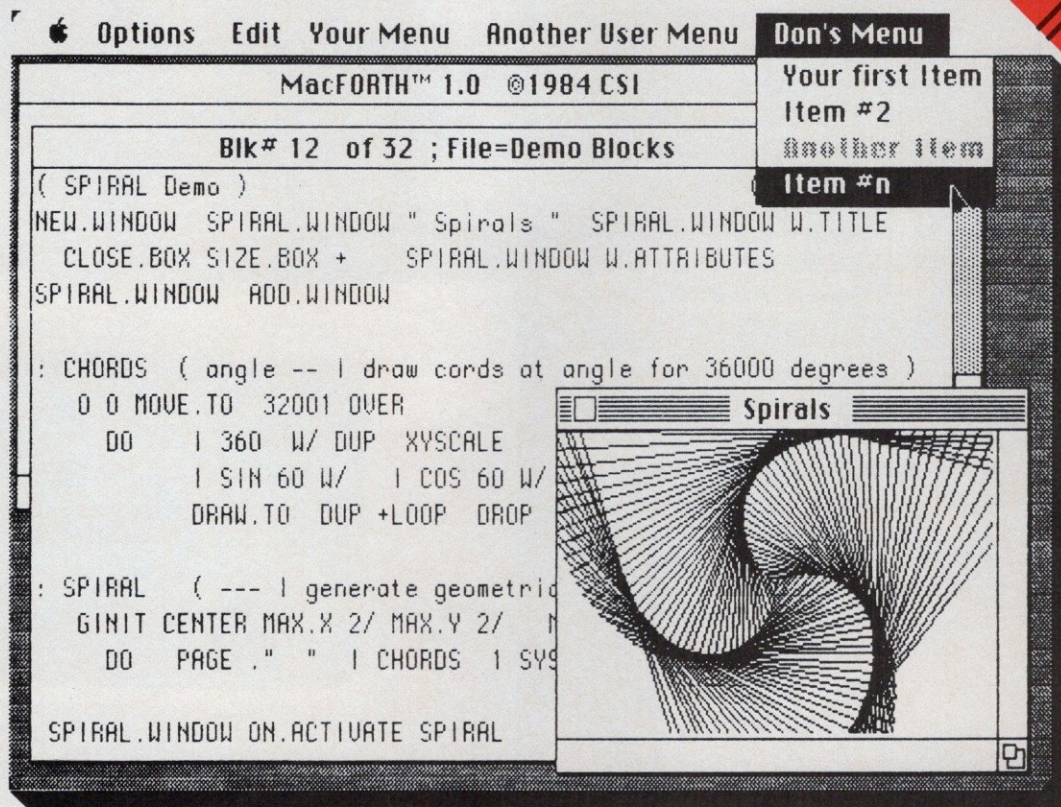 Options Edit Your Menu Another User Menu Don's Menu
Your first Item
Item #2
Another Item
Item #n
MacFORTH™ 1.0 ©1984 CSI
Blk# 12 of 32 ; File=Demo Blocks
( SPIRAL Demo )
NEW.WINDOW SPIRAL.WINDOW " Spirals " SPIRAL.WINDOW W.TITLE
CLOSE.BOX SIZE.BOX + SPIRAL.WINDOW W.ATTRIBUTES
SPIRAL.WINDOW ADD.WINDOW
: CHORDS ( angle -- I draw cords at angle for 36000 degrees )
0 0 MOVE.TO 32001 OVER
DO I 360 W/ DUP XYSCALE
I SIN 60 W/ I COS 60 W/
DRAW.TO DUP +LOOP DROP
: SPIRAL ( --- I generate geometric
GINIT CENTER MAX.X 2/ MAX.Y 2/
DO PAGE ." " I CHORDS 1 SYS
SPIRAL.WINDOW ON.ACTIVATE SPIRAL
Spirals